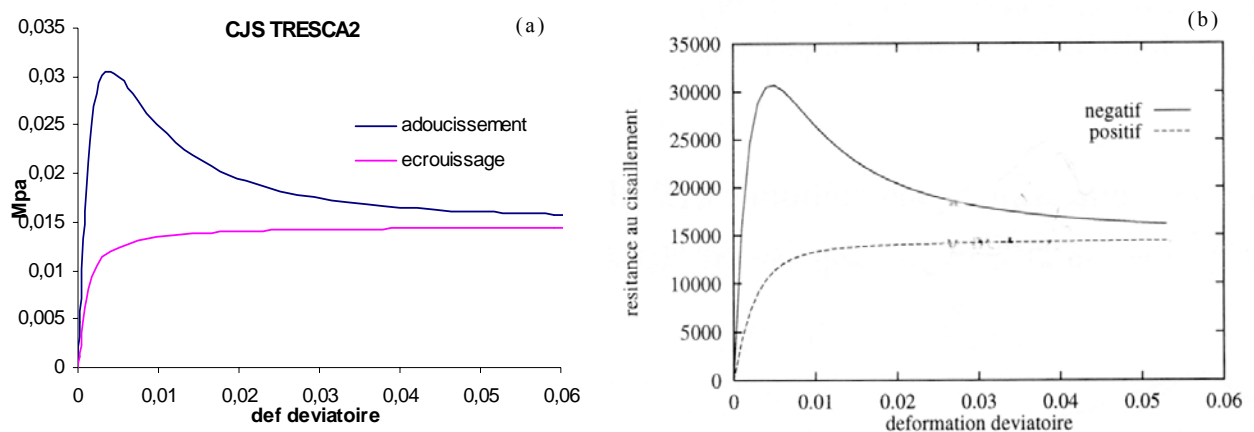 CJS TRESCA2
(a)
0,035
0,03
0,025
0,02
0,015
0,01
0,005
0
Mpa
adoucissement
ecrouissage
0 0,01 0,02 0,03 0,04 0,05 0,06
def deviatoire
(b)
35000
30000
25000
20000
15000
10000
5000
0
resitance au cisaillement
negatif
positif
0 0.01 0.02 0.03 0.04 0.05 0.06
deformation deviatoire